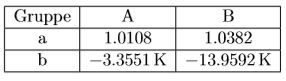 Gruppe A B
a 1.0108 1.0382
b −3.3551 K −13.9592 K